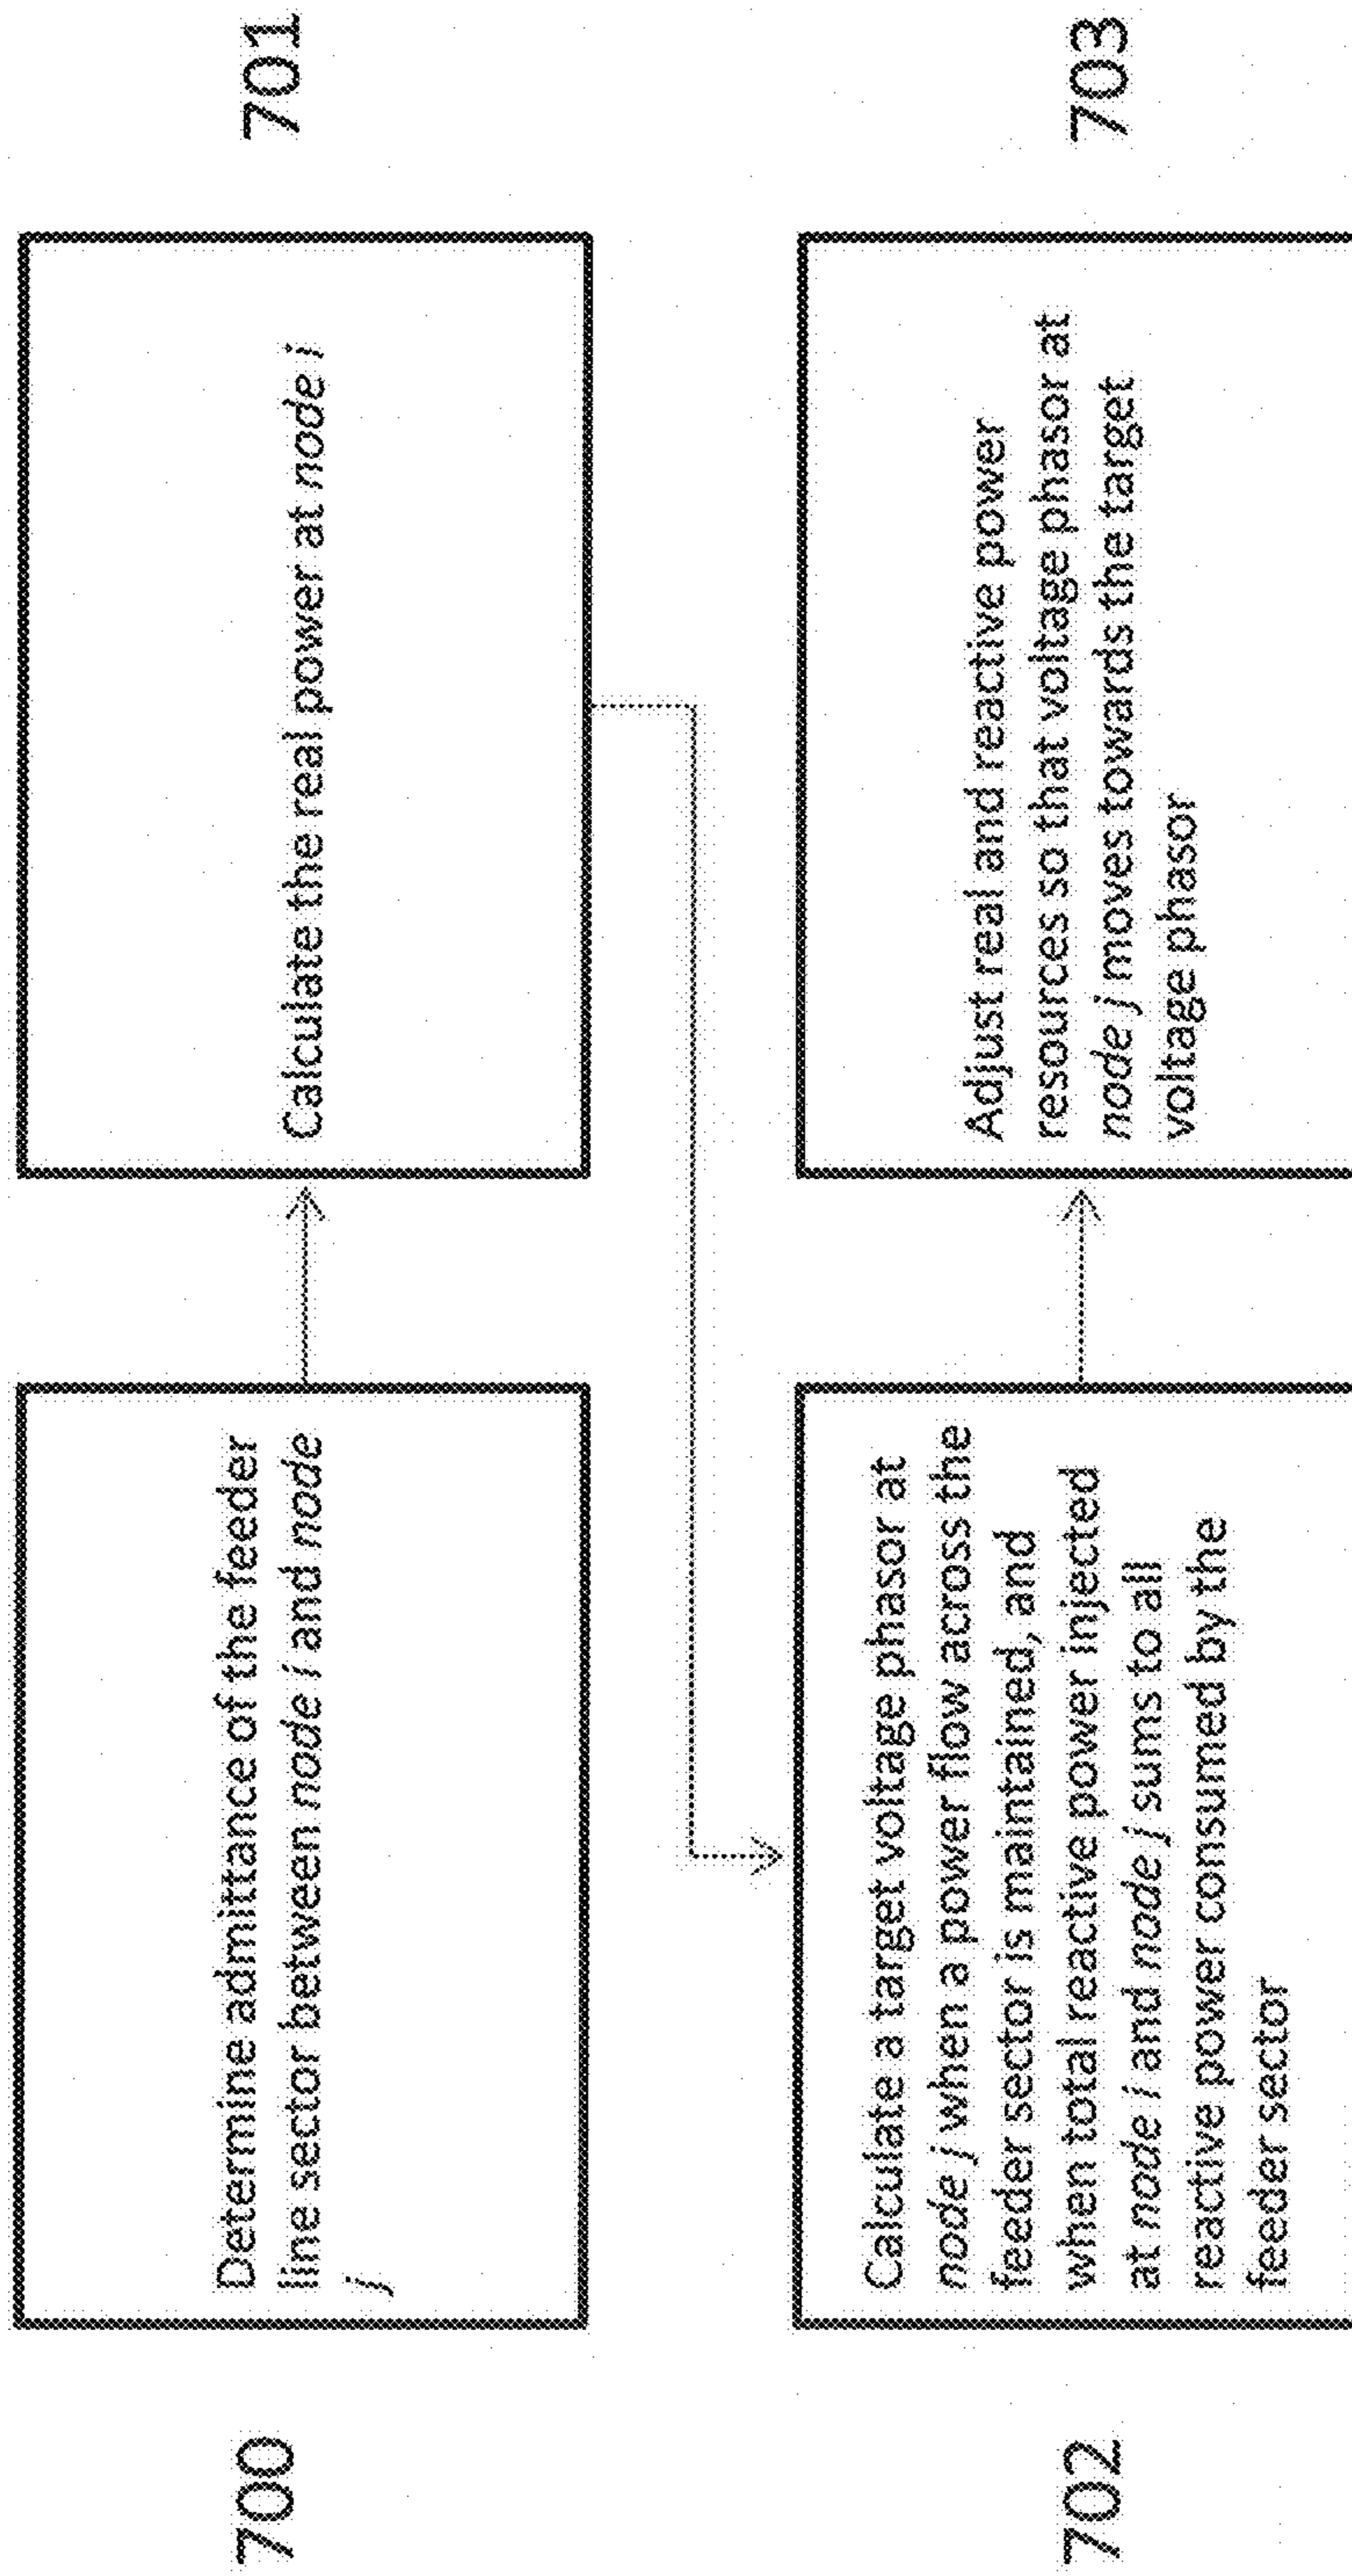 700
Determine admittance of the feeder
line sector between node i and node
j
Calculate the real power at node i
701
702
Calculate a target voltage phasor at
node j when a power flow across the
feeder sector is maintained, and
when total reactive power injected
at node i and node j sums to all
reactive power consumed by the
feeder sector
Adjust real and reactive power
resources so that voltage phasor at
node j moves towards the target
voltage phasor
703